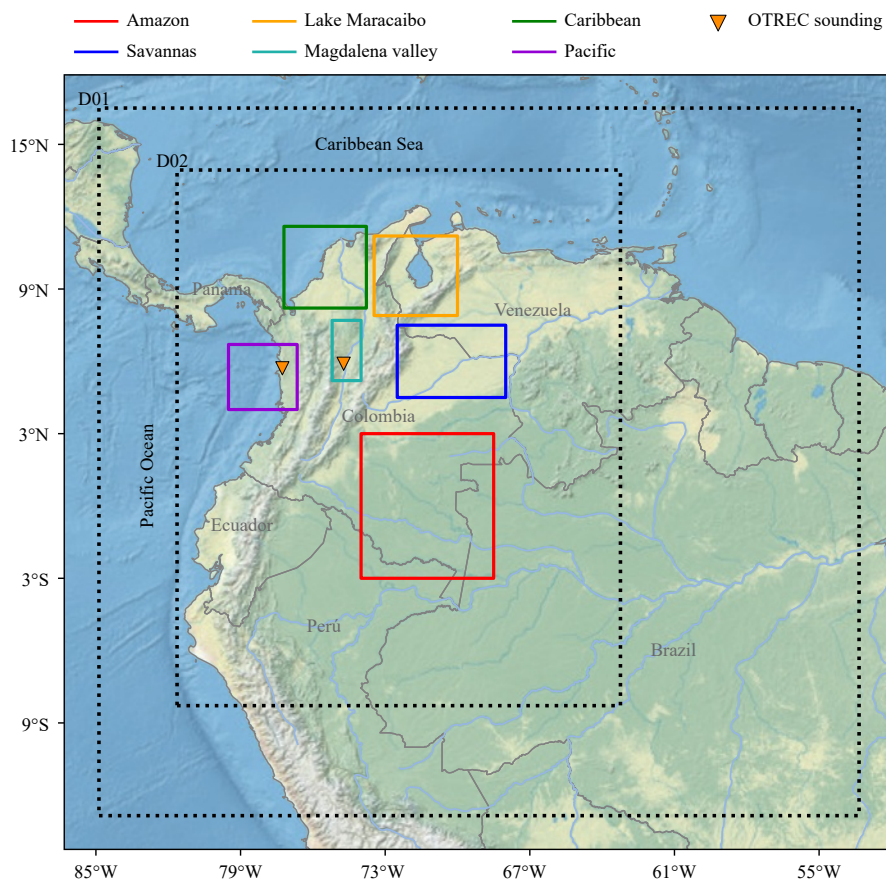 Amazon
Lake Maracaibo
Caribbean
OTREC sounding
Savannas
Magdalena valley
Pacific
D01
15°N
Caribbean Sea
D02
9°N
Panama
Venezuela
Colombia
3°N
Pacific Ocean
Ecuador
3°S
Perú
Brazil
9°S
85°W
79°W
73°W
67°W
61°W
55°W